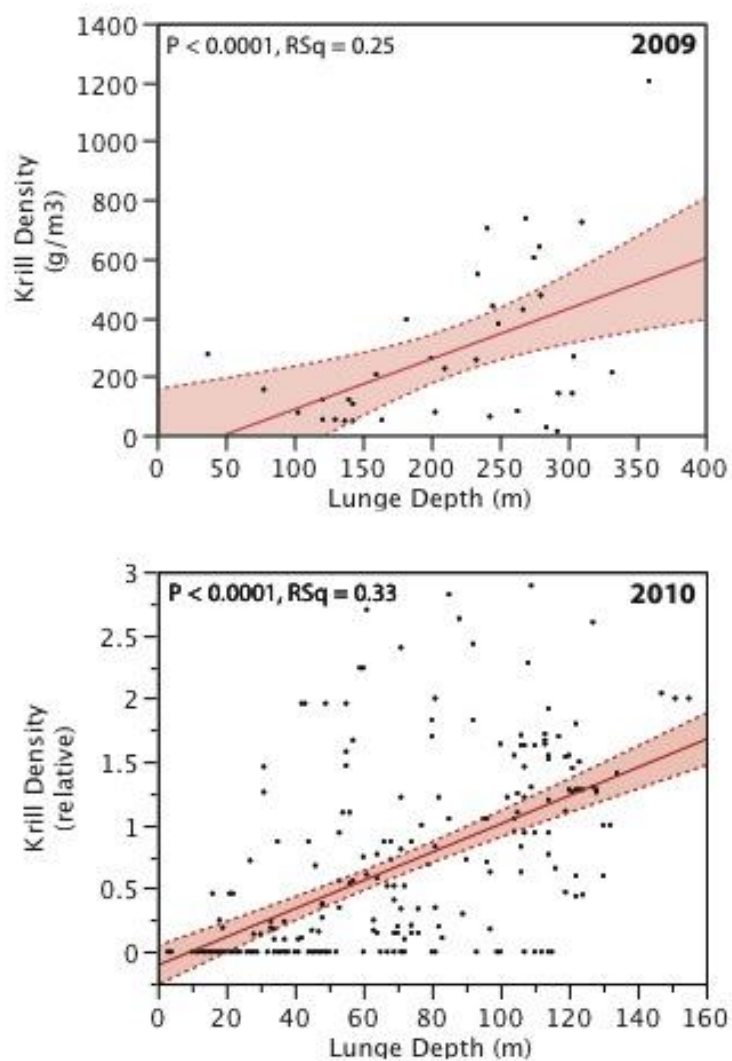 1400
P < 0.0001, RSq = 0.25 2009
1200
1000
800
600
400
200
0
Krill Density
(g/m3)
0 50 100 150 200 250 300 350 400
Lunge Depth (m)
3
P < 0.0001, RSq = 0.33 2010
2.5
2
1.5
1
0.5
0
Krill Density
(relative)
0 20 40 60 80 100 120 140 160
Lunge Depth (m)